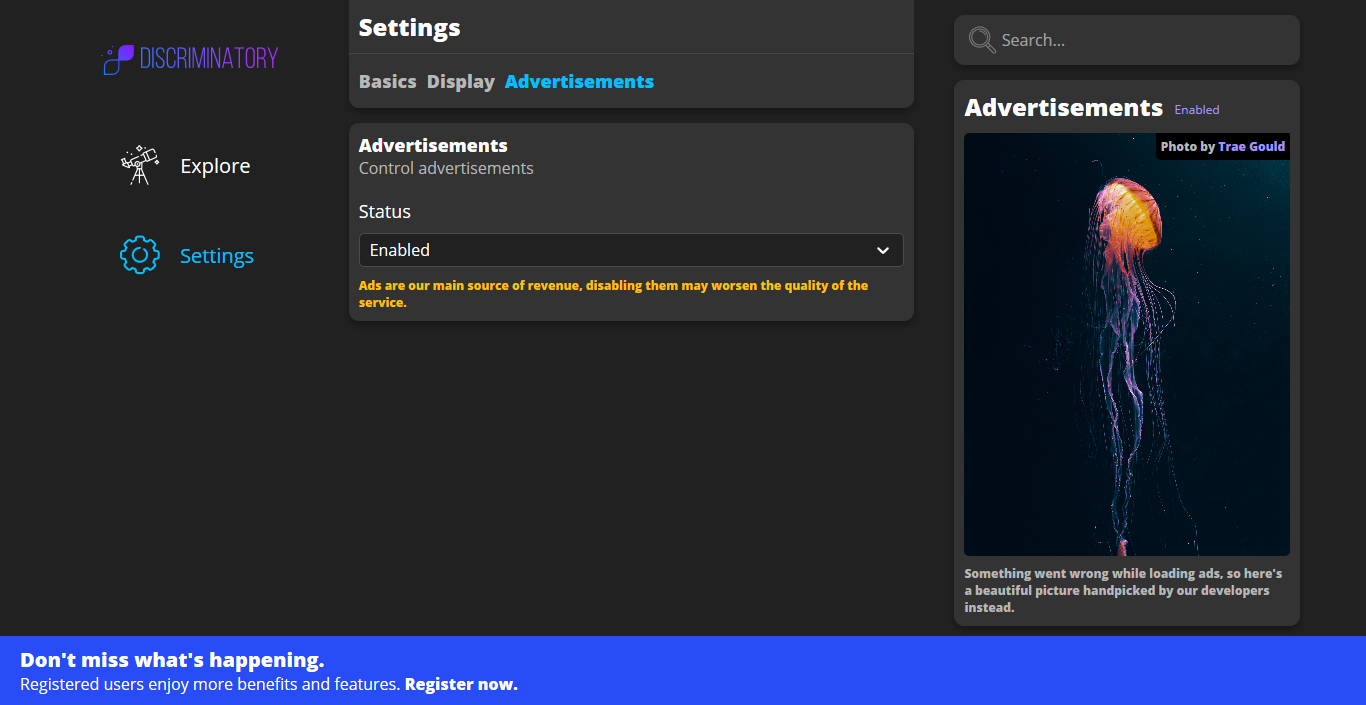 DISCRIMINATORY
Explore
Settings
Settings
Basics Display Advertisements
Advertisements
Control advertisements
Status
Enabled
Ads are our main source of revenue, disabling them may worsen the quality of the
service.
Search...
Advertisements Enabled
Photo by Trae Gould
Something went wrong while loading ads, so here's
a beautiful picture handpicked by our developers
instead.
Don't miss what's happening.
Registered users enjoy more benefits and features. Register now.